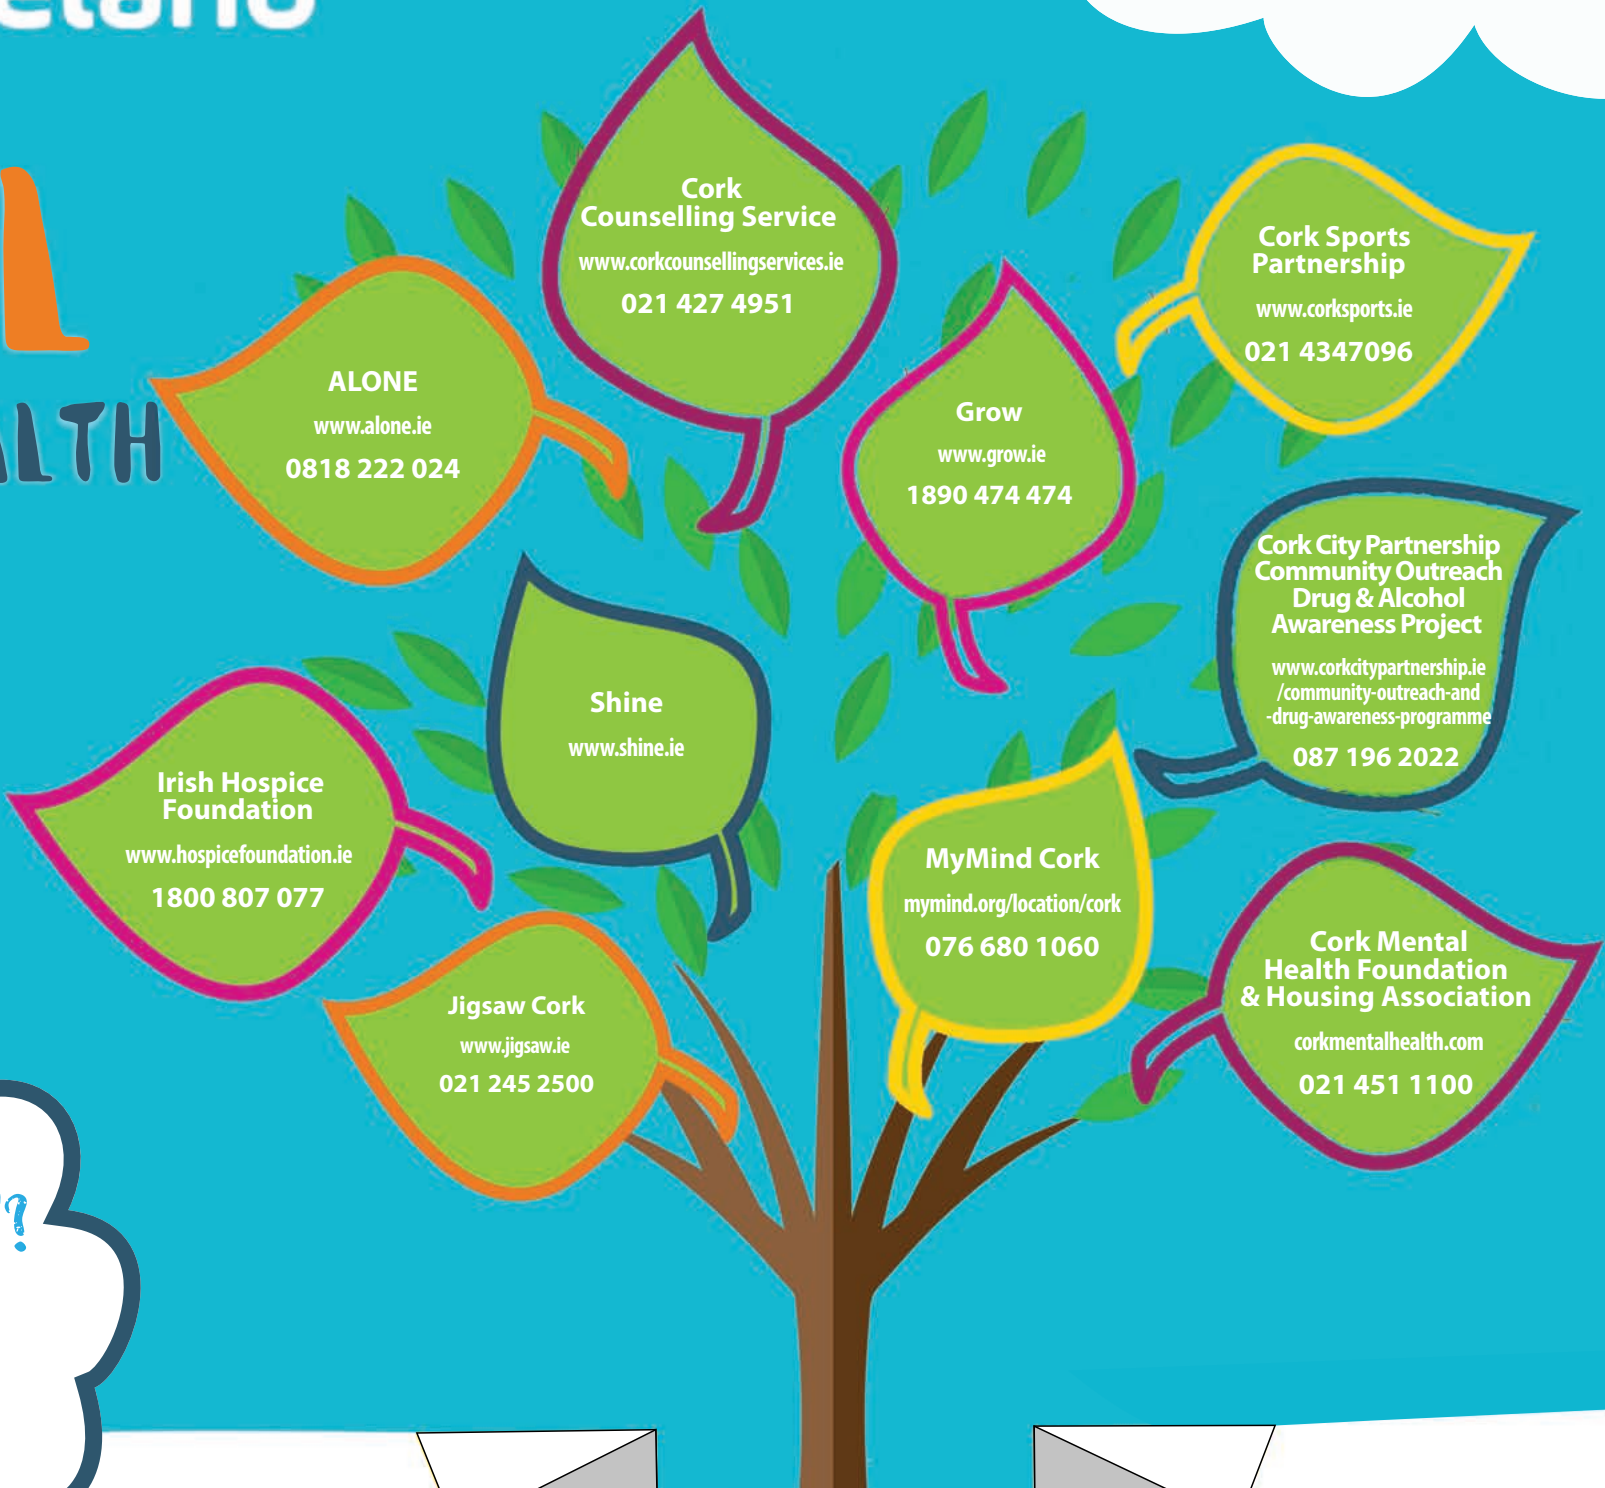 Cork
Counselling Service
www.corkcounsellingservices.ie
021 427 4951
Cork Sports
Partnership
www.corksports.ie
021 4347096
ALONE
www.alone.ie
0818 222 024
Grow
www.grow.ie
1890 474 474
Cork City Partnership
Community Outreach
Drug & Alcohol
Awareness Project
www.corkcitypartnership.ie
/community-outreach-and
-drug-awareness-programme
087 196 2022
Shine
www.shine.ie
Irish Hospice
Foundation
www.hospicefoundation.ie
1800 807 077
MyMind Cork
mymind.org/location/cork
076 680 1060
Cork Mental
Health Foundation
& Housing Association
corkmentalhealth.com
021 451 1100
Jigsaw Cork
www.jigsaw.ie
021 245 2500
?